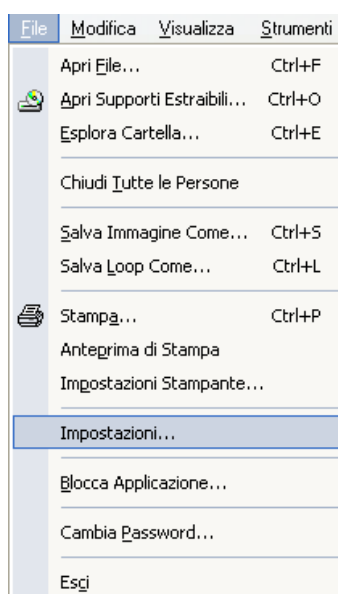 File Modifica Visualizza Strumenti
Apri File... Ctrl+F
Apri Supporti Estraibili... Ctrl+O
Esplora Cartella... Ctrl+E
Chiudi Tutte le Persone
Salva Immagine Come... Ctrl+S
Salva Loop Come... Ctrl+L
Stampa... Ctrl+P
Anteprima di Stampa
Impostazioni Stampante...
Impostazioni...
Blocca Applicazione...
Cambia Password...
Esci